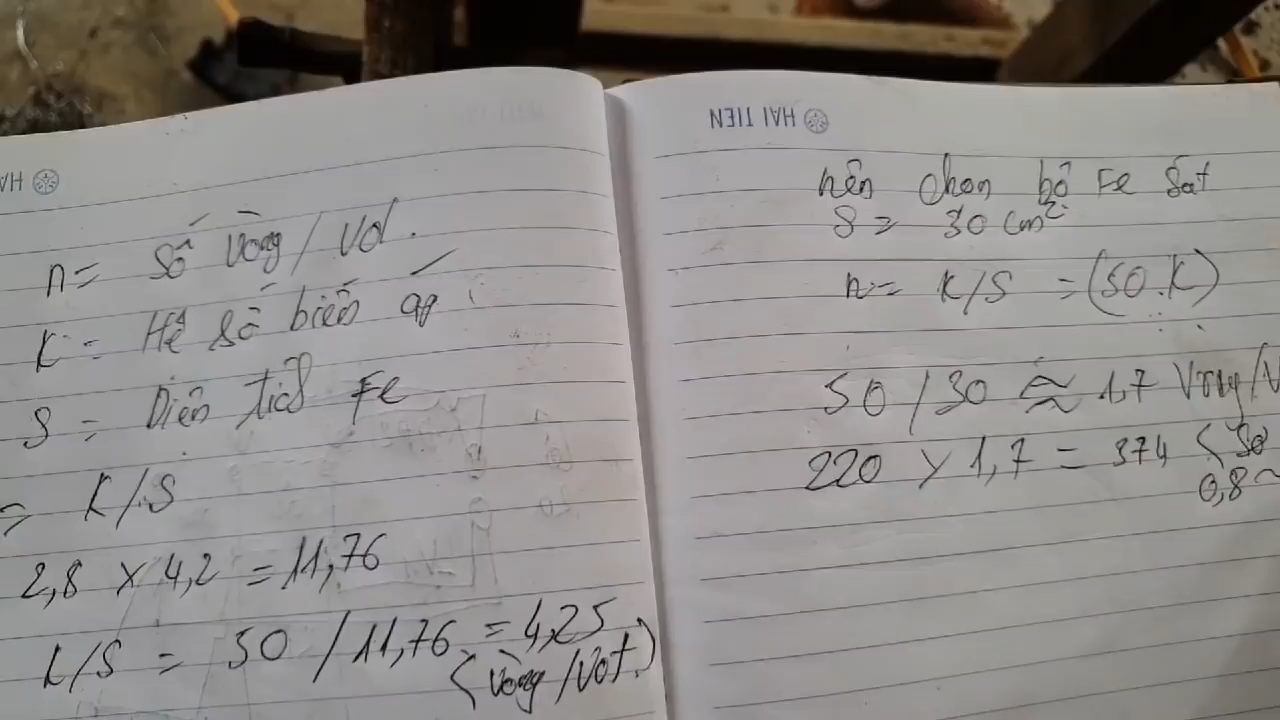 n = Số vòng / Vol.
K = Hệ số biến áp
S = Diện tích Fe
= K/S
2,8 x 4,2 = 11,76
K/S = 50 / 11,76 = 4,25
(Vòng /Vot.)
HAI TIEN
nên chọn bộ Fe Sắt
S = 30 cm²
n = K/S = (50.K)
50 / 30 ≈ 1,7 Vòng/V
220 x 1,7 = 374 (
0,8 ~